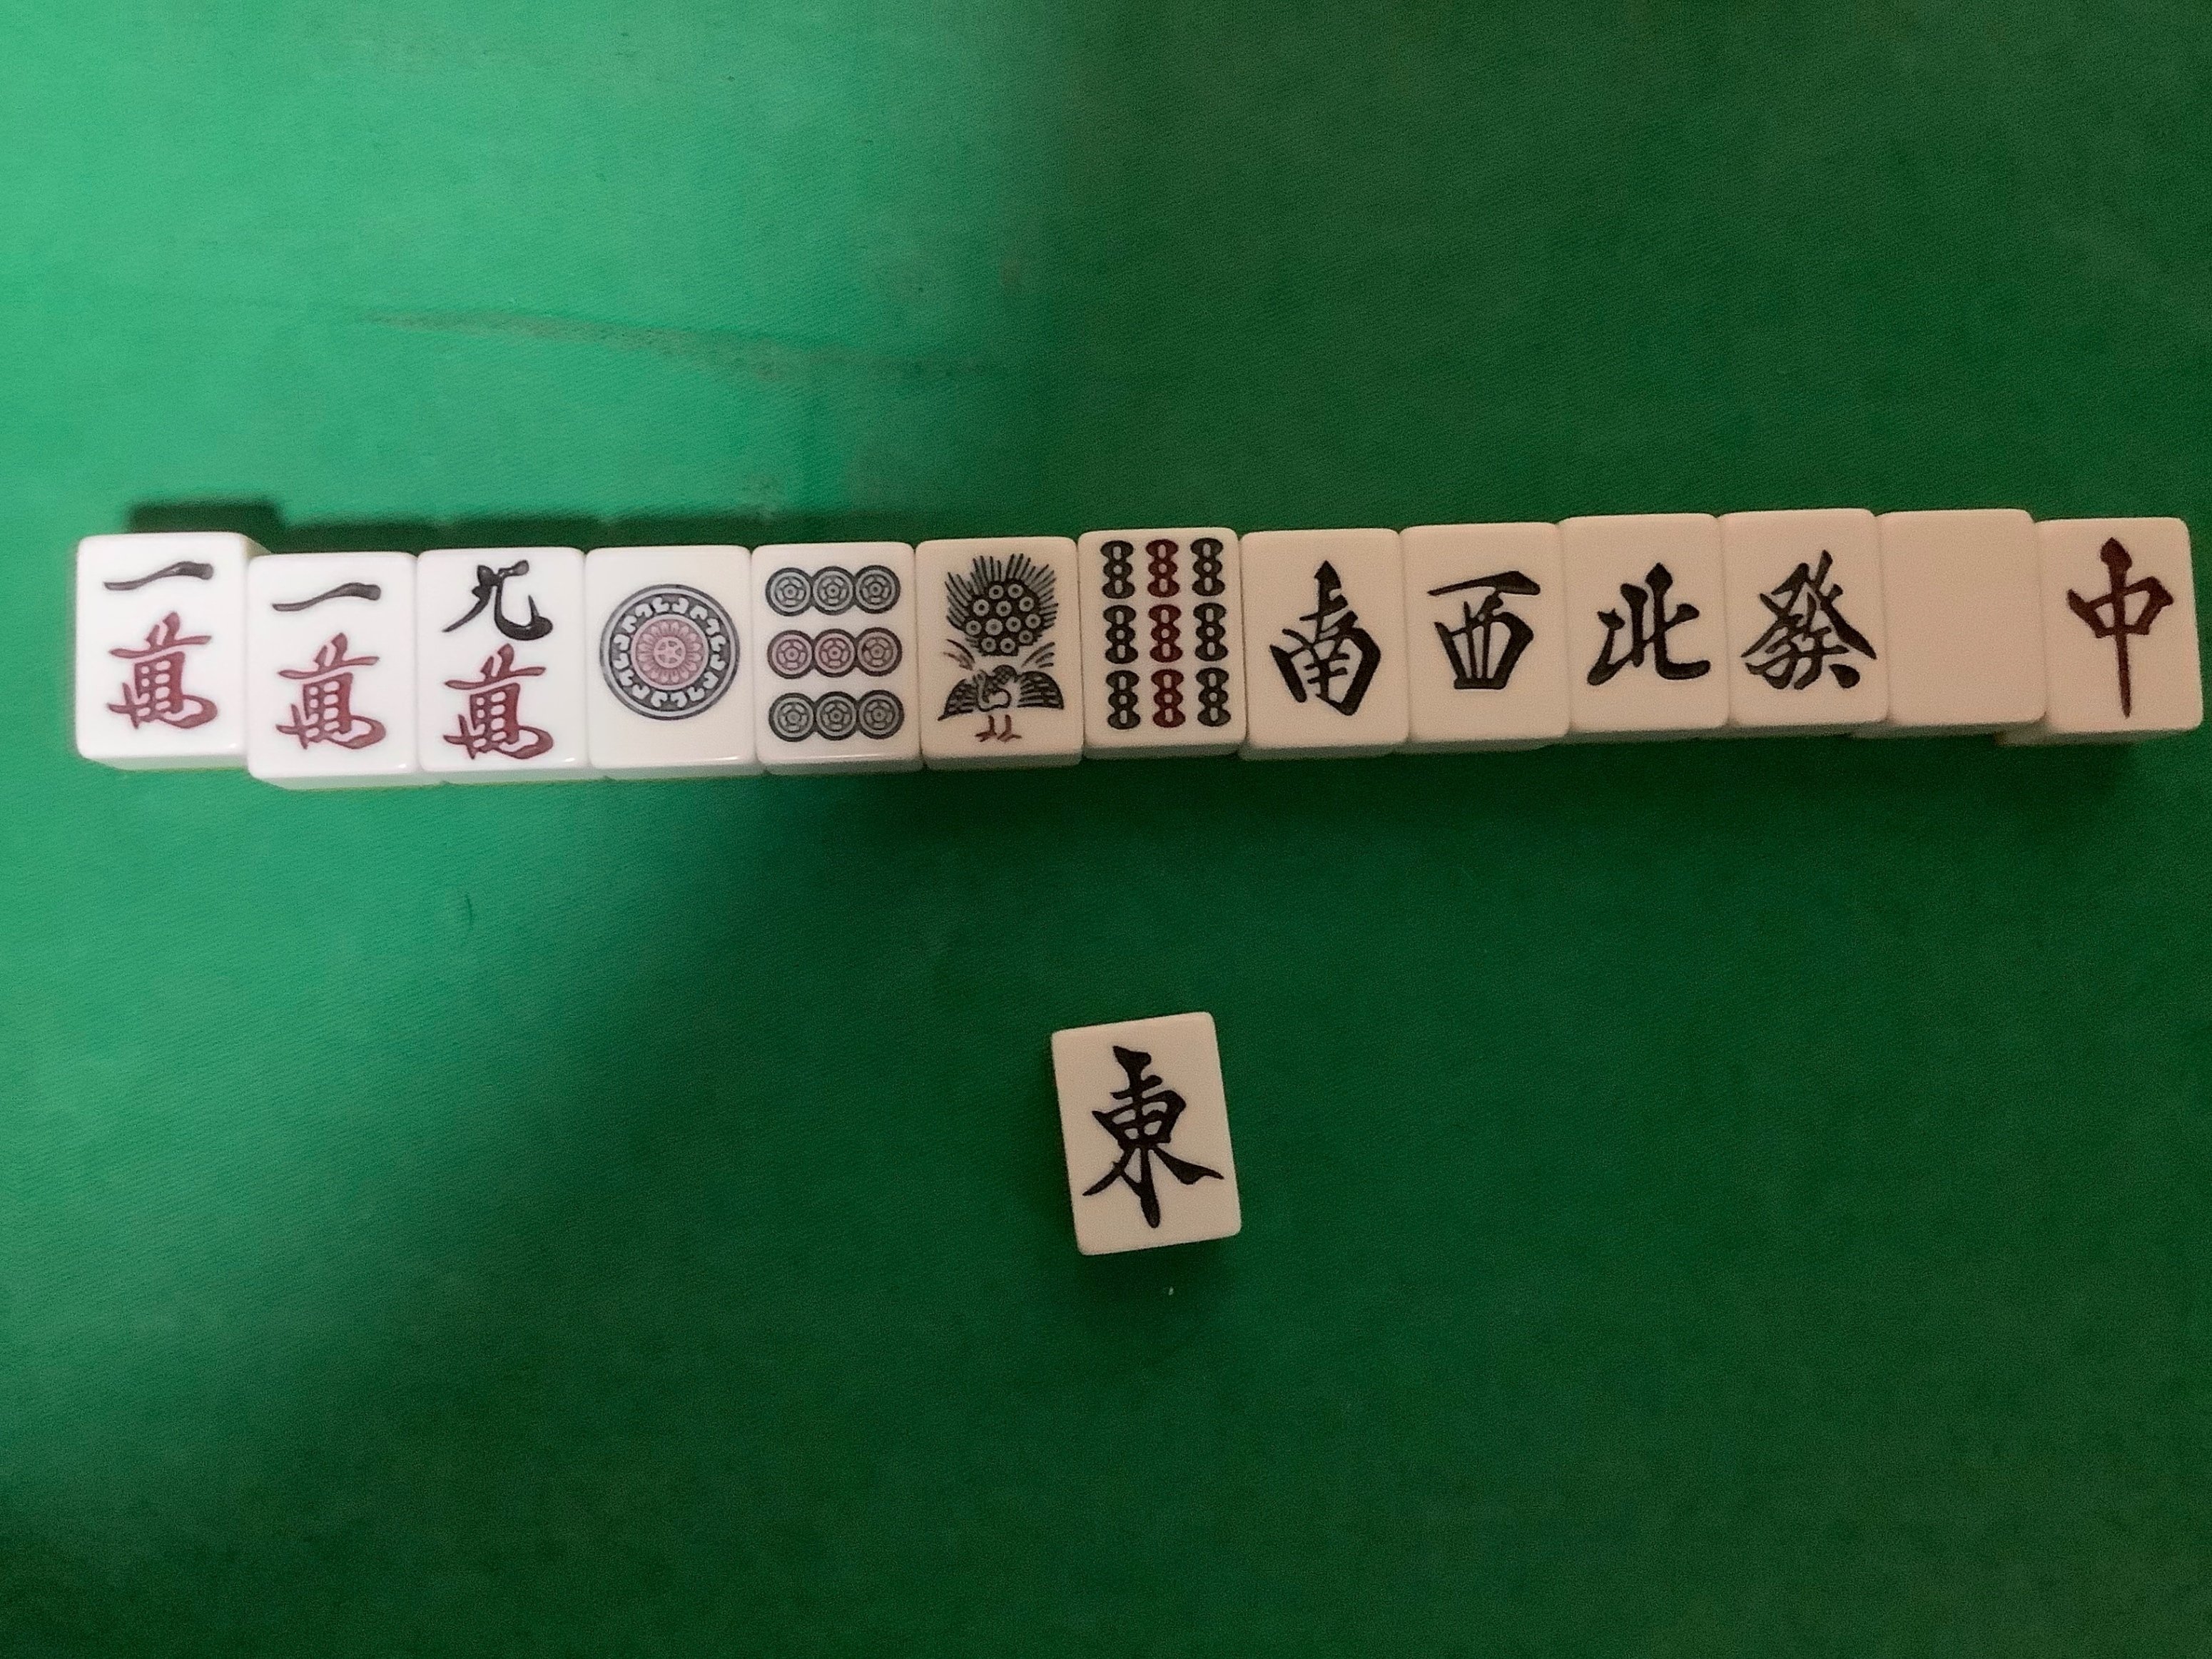 一萬
一萬
九萬
南
西
北
發
中
東